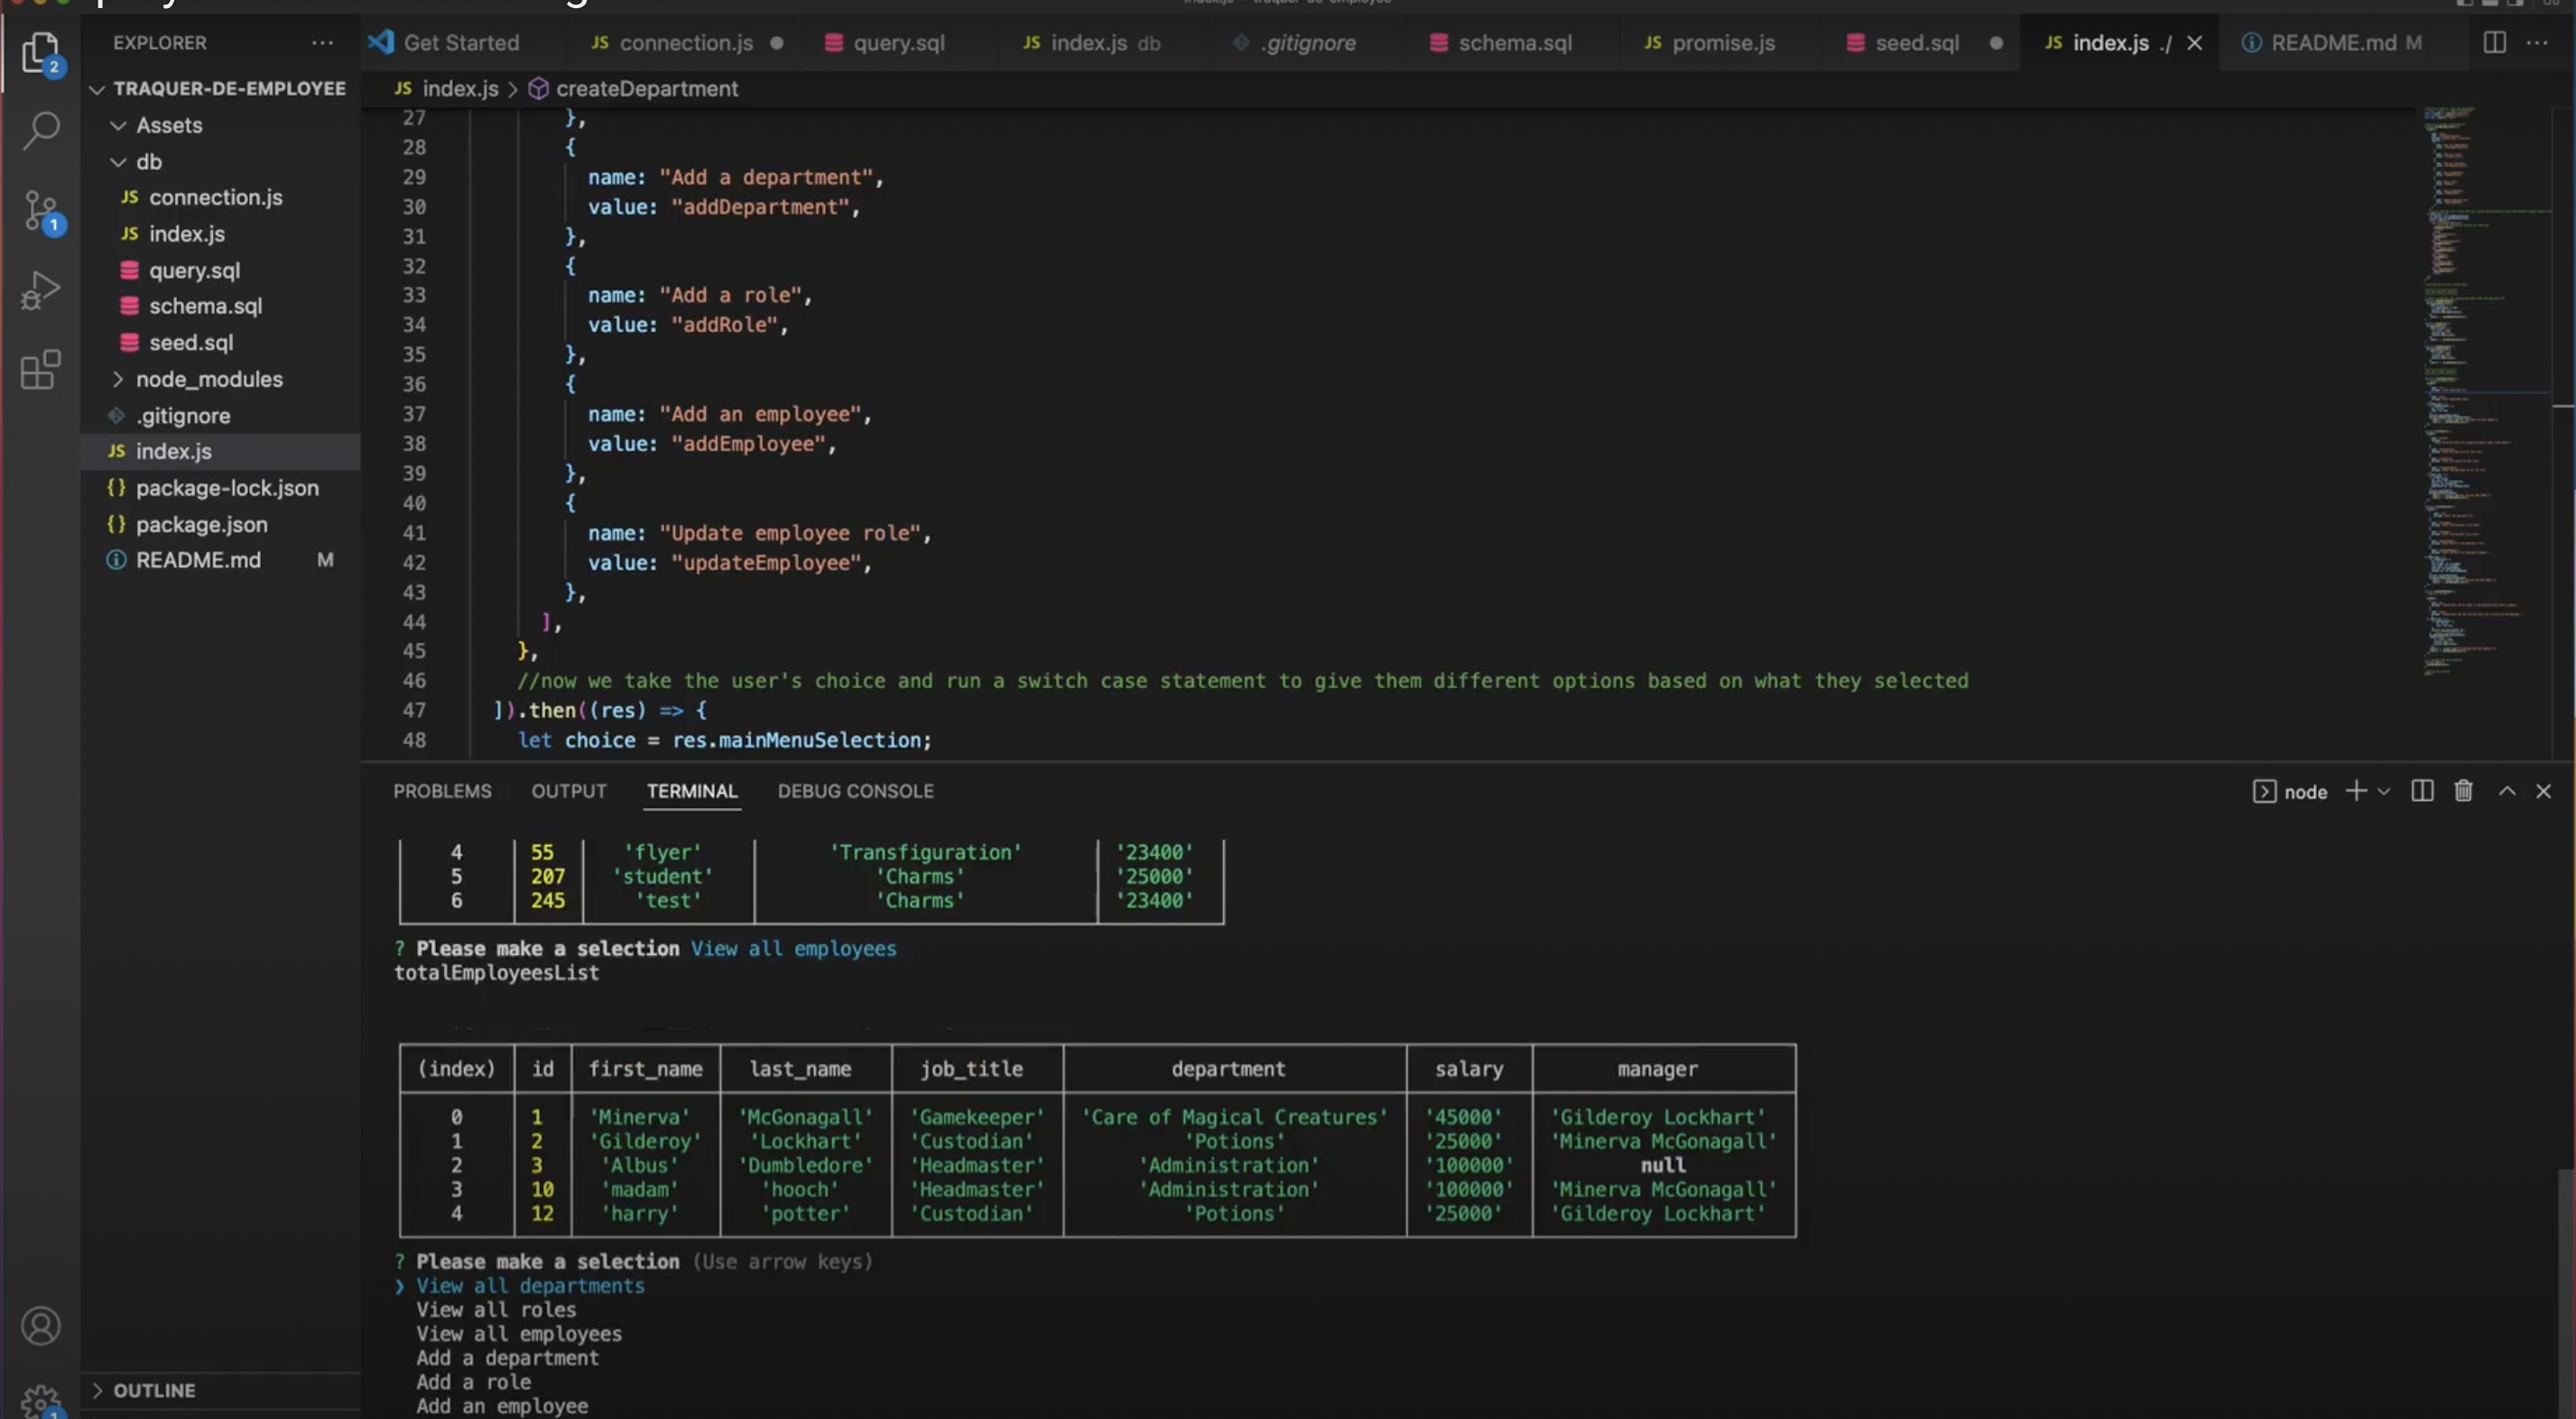 index.js — traquer-de-employee
EXPLORER
Get Started
JS connection.js
query.sql
JS index.js db
.gitignore
schema.sql
JS promise.js
seed.sql
JS index.js ./
README.md M
2
TRAQUER-DE-EMPLOYEE
Assets
db
JS connection.js
JS index.js
query.sql
schema.sql
seed.sql
node_modules
.gitignore
JS index.js
{} package-lock.json
{} package.json
README.md M
1
OUTLINE
1
JS index.js > createDepartment
27 },
28 {
29 name: "Add a department",
30 value: "addDepartment",
31 },
32 {
33 name: "Add a role",
34 value: "addRole",
35 },
36 {
37 name: "Add an employee",
38 value: "addEmployee",
39 },
40 {
41 name: "Update employee role",
42 value: "updateEmployee",
43 },
44 ],
45 },
46 //now we take the user's choice and run a switch case statement to give them different options based on what they selected
47 ]).then((res) => {
48 let choice = res.mainMenuSelection;
PROBLEMS OUTPUT TERMINAL DEBUG CONSOLE
node
4 55 'flyer' 'Transfiguration' '23400'
5 207 'student' 'Charms' '25000'
6 245 'test' 'Charms' '23400'
? Please make a selection View all employees
totalEmployeesList
(index) id first_name last_name job_title department salary manager
0 1 'Minerva' 'McGonagall' 'Gamekeeper' 'Care of Magical Creatures' '45000' 'Gilderoy Lockhart'
1 2 'Gilderoy' 'Lockhart' 'Custodian' 'Potions' '25000' 'Minerva McGonagall'
2 3 'Albus' 'Dumbledore' 'Headmaster' 'Administration' '100000' null
3 10 'madam' 'hooch' 'Headmaster' 'Administration' '100000' 'Minerva McGonagall'
4 12 'harry' 'potter' 'Custodian' 'Potions' '25000' 'Gilderoy Lockhart'
? Please make a selection (Use arrow keys)
❯ View all departments
View all roles
View all employees
Add a department
Add a role
Add an employee